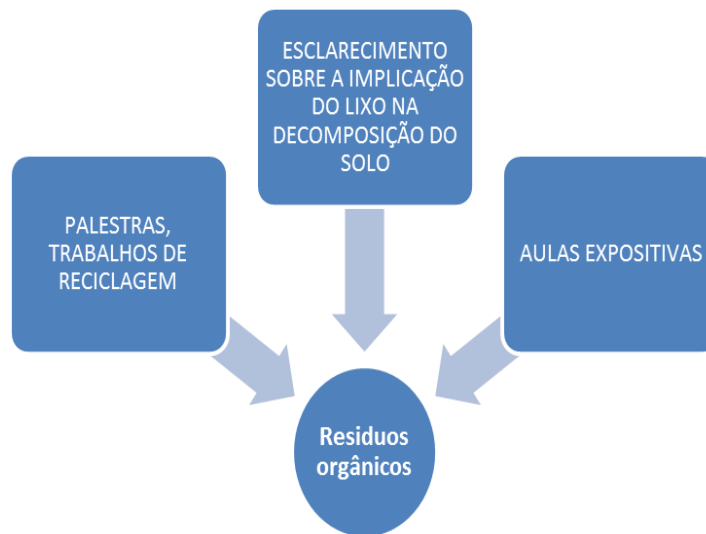 ESCLARECIMENTO
SOBRE A IMPLICAÇÃO
DO LIXO NA
DECOMPOSIÇÃO DO
SOLO
PALESTRAS,
TRABALHOS DE
RECICLAGEM
AULAS EXPOSITIVAS
Residuos
orgânicos